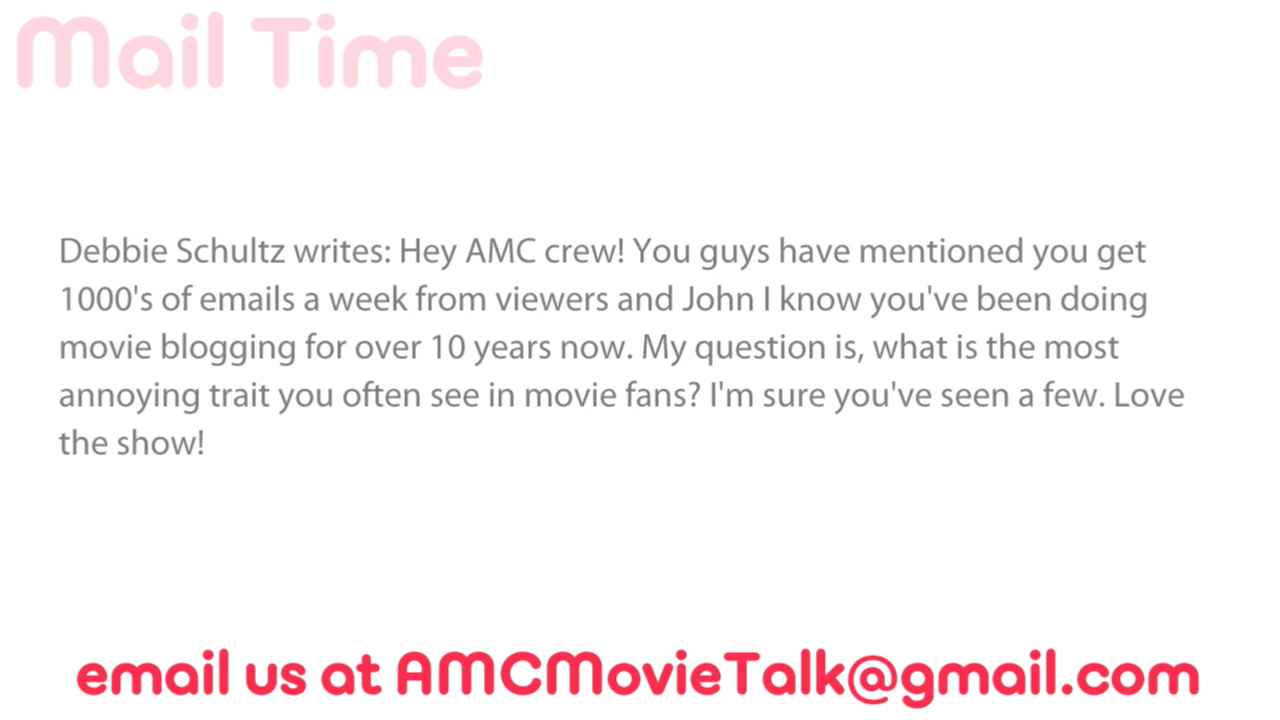 Mail Time
Debbie Schultz writes: Hey AMC crew! You guys have mentioned you get
1000's of emails a week from viewers and John I know you've been doing
movie blogging for over 10 years now. My question is, what is the most
annoying trait you often see in movie fans? I'm sure you've seen a few. Love
the show!
email us at AMCMovieTalk@gmail.com